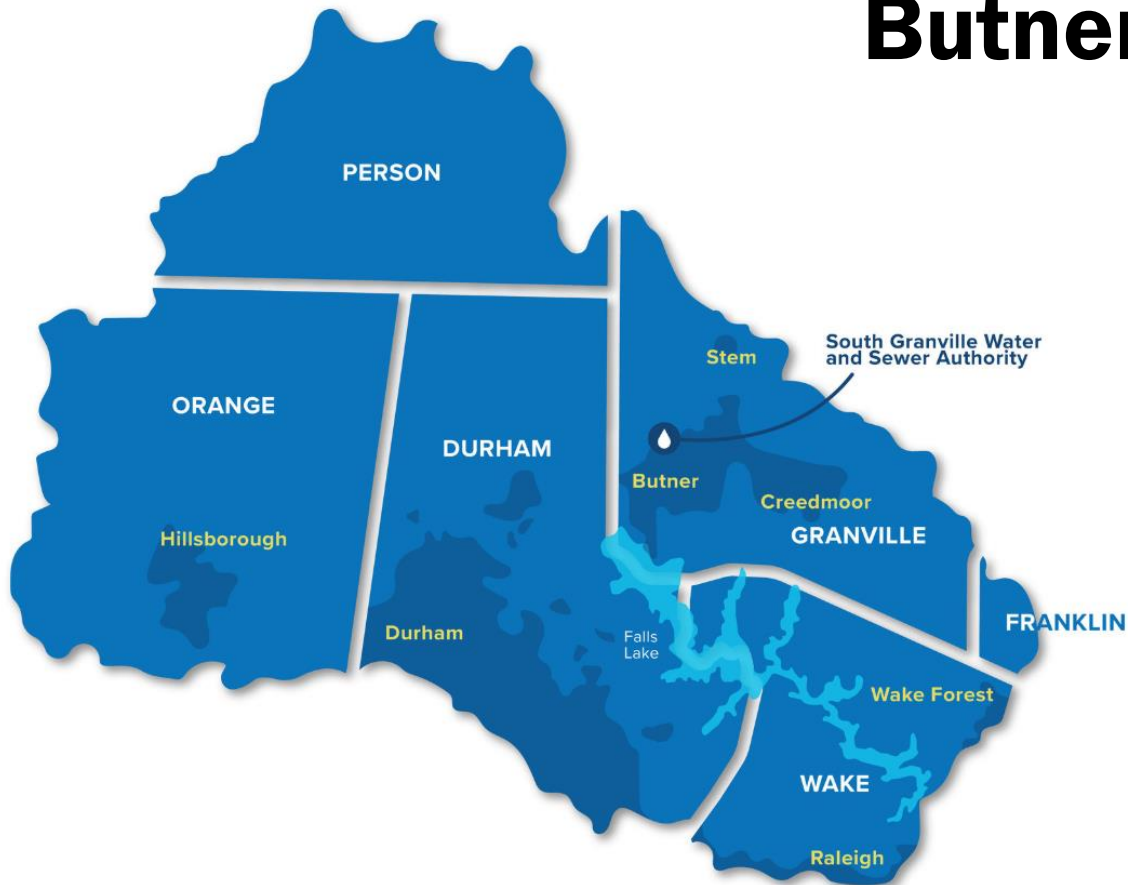 Butner
PERSON
Stem
South Granville Water
and Sewer Authority
ORANGE
DURHAM
Butner
Creedmoor
GRANVILLE
Hillsborough
Durham
Falls
Lake
FRANKLIN
Wake Forest
WAKE
Raleigh